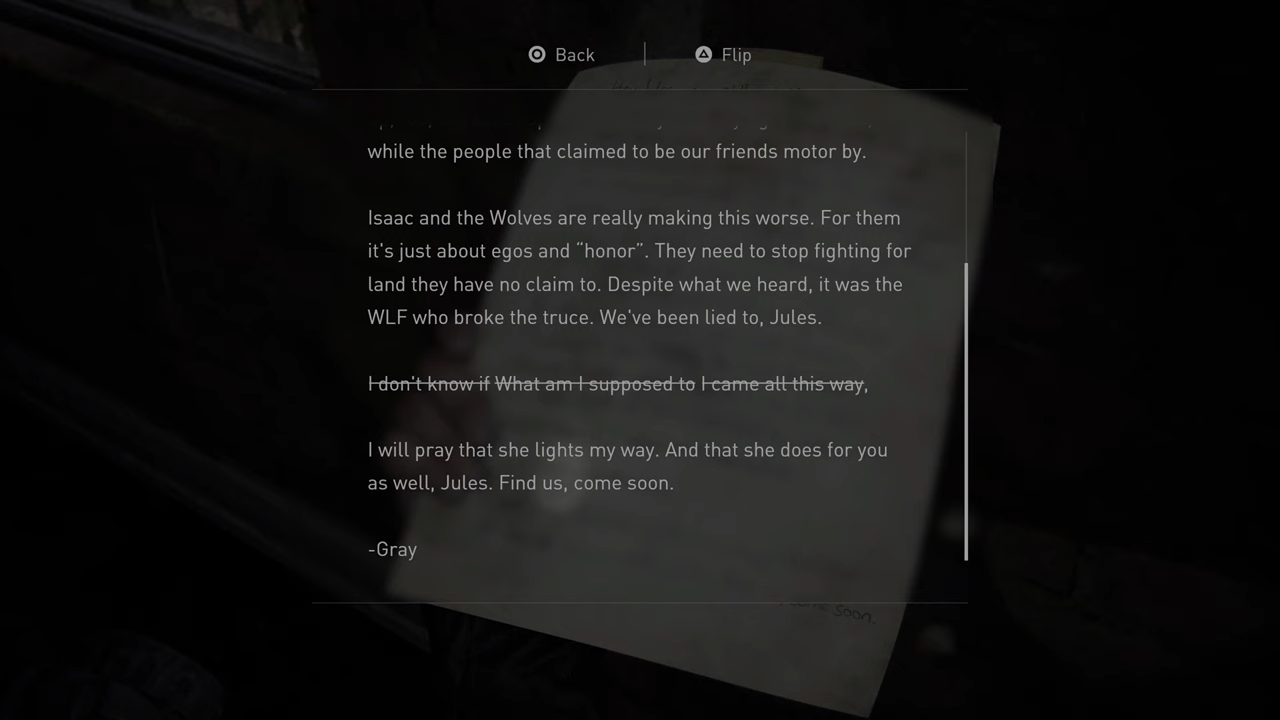 Back | Flip
while the people that claimed to be our friends motor by.
Isaac and the Wolves are really making this worse. For them
it's just about egos and “honor”. They need to stop fighting for
land they have no claim to. Despite what we heard, it was the
WLF who broke the truce. We've been lied to, Jules.
I don't know if What am I supposed to I came all this way,
I will pray that she lights my way. And that she does for you
as well, Jules. Find us, come soon.
-Gray
soon.